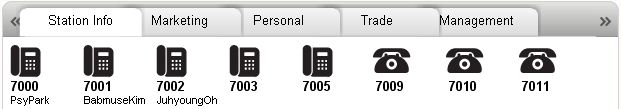 Station Info Marketing Personal Trade Management
7000 7001 7002 7003 7005 7009 7010 7011
PsyPark BabmuseKim JuhyoungOh